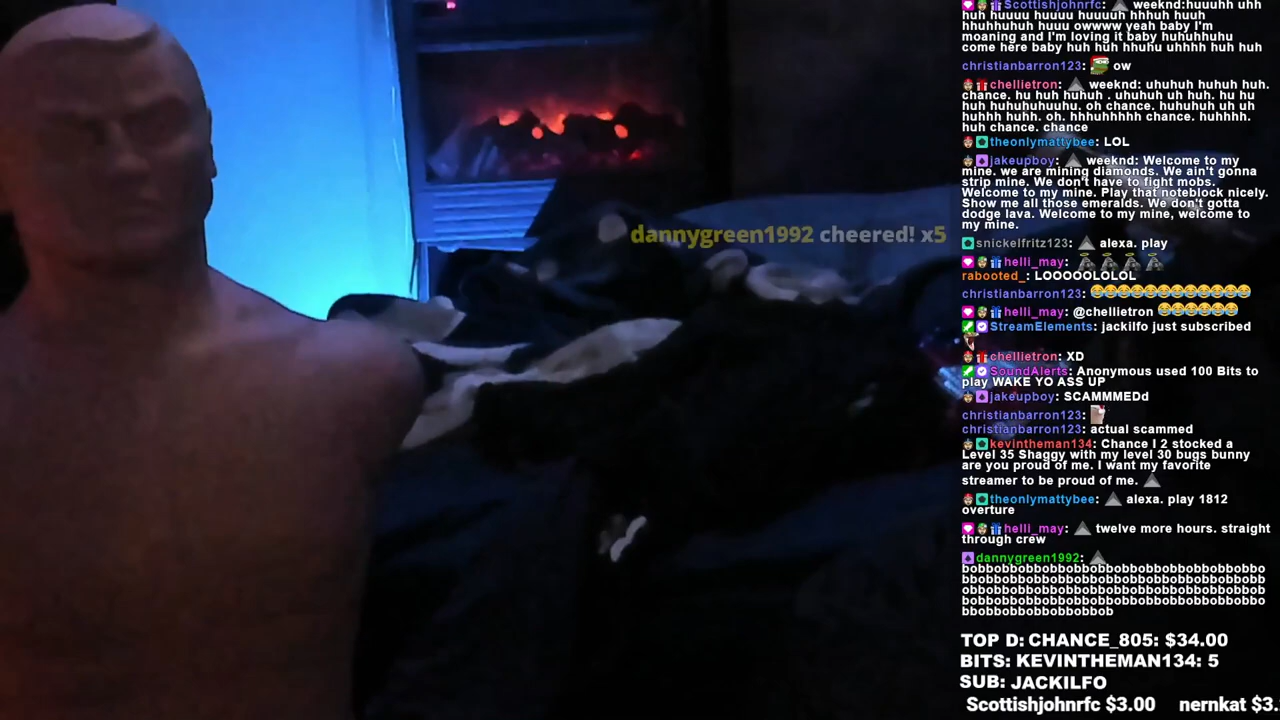 Scottishjohnrfc: weeknd:huuuhh uhh
huh huuuu huuuu huuuuh hhhuh huuh
hhuhhuhuh huuu owwww yeah baby I'm
moaning and I'm loving it baby huhuhhuhu
come here baby huh huh hhuhu uhhhh huh huh
christianbarron123: ow
chellietron: weeknd: uhuhuh huhuh huh.
chance. hu huh huhuh . uhuhuh uh huh. hu hu
huh huhuhuhuuhu. oh chance. huhuhuh uh uh
huhhh huhh. oh. hhhuhhhhh chance. huhhhh.
huh chance. chance
theonlymattybee: LOL
jakeupboy: weeknd: Welcome to my
mine. we are mining diamonds. We ain't gonna
strip mine. We don't have to fight mobs.
Welcome to my mine. Play that noteblock nicely.
Show me all those emeralds. We don't gotta
dodge lava. Welcome to my mine, welcome to
my mine.
dannygreen1992 cheered! x5
snickelfritz123: alexa. play
helli_may:
rabooted_: LOOOOOLOLOL
christianbarron123: 😂😂😂😂😂😂😂😂😂😂😂😂
helli_may: @chellietron 😂😂😂😂😂😂
StreamElements: jackilfo just subscribed
chellietron: XD
SoundAlerts: Anonymous used 100 Bits to
play WAKE YO ASS UP
jakeupboy: SCAMMMEDd
christianbarron123:
christianbarron123: actual scammed
kevintheman134: Chance I 2 stocked a
Level 35 Shaggy with my level 30 bugs bunny
are you proud of me. I want my favorite
streamer to be proud of me.
theonlymattybee: alexa. play 1812
overture
helli_may: twelve more hours. straight
through crew
dannygreen1992:
bobbobbobbobbobbobbobbobbobbobbobbobbo
bbobbobbobbobbobbobbobbobbobbobbobbobb
obbobbobbobbobbobbobbobbobbobbobbobbob
bobbobbobbobbobbobbobbobbobbobbobbobbo
bbobbobbobbobbobbobbob
TOP D: CHANCE_805: $34.00
BITS: KEVINTHEMAN134: 5
SUB: JACKILFO
Scottishjohnrfc $3.00 nernkat $3.